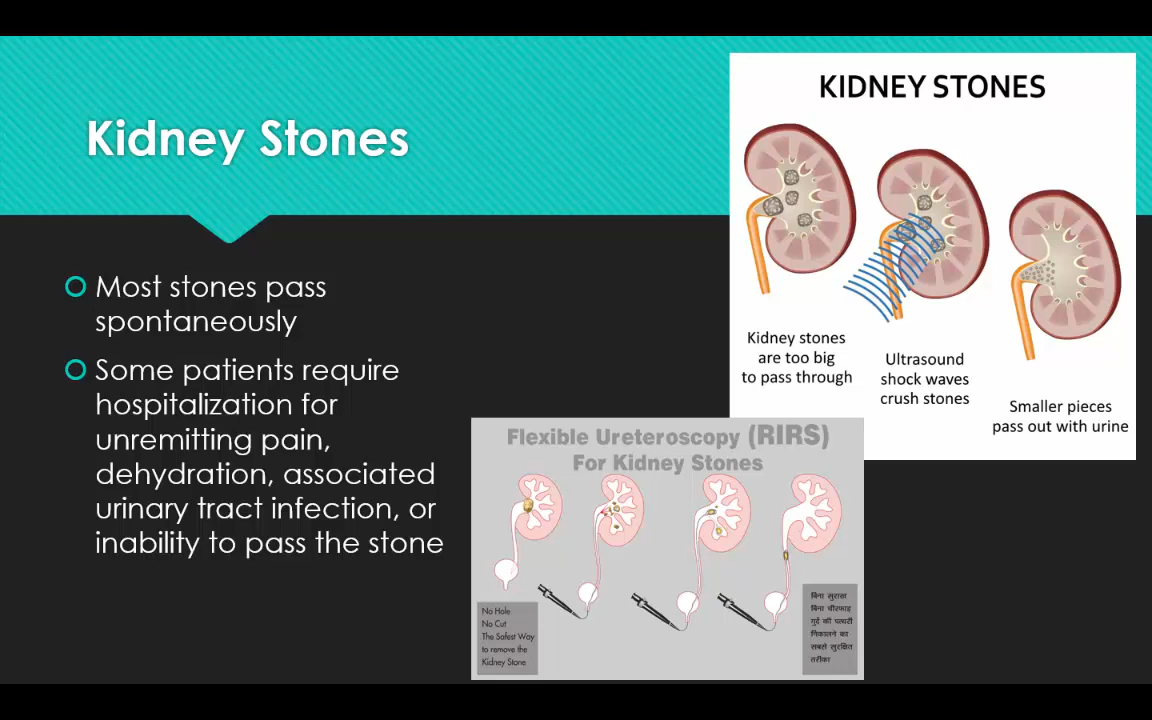 Kidney Stones
Most stones pass
spontaneously
Some patients require
hospitalization for
unremitting pain,
dehydration, associated
urinary tract infection, or
inability to pass the stone
KIDNEY STONES
Kidney stones
are too big
to pass through
Ultrasound
shock waves
crush stones
Smaller pieces
pass out with urine
Flexible Ureteroscopy (RIRS)
For Kidney Stones
No Hole
No Cut
The Safest Way
to remove the
Kidney Stone
बिना
बिना चीरफाड़
गुर्दे की पत्थरी
निकालने का
सबसे सुरक्षित
तरीका